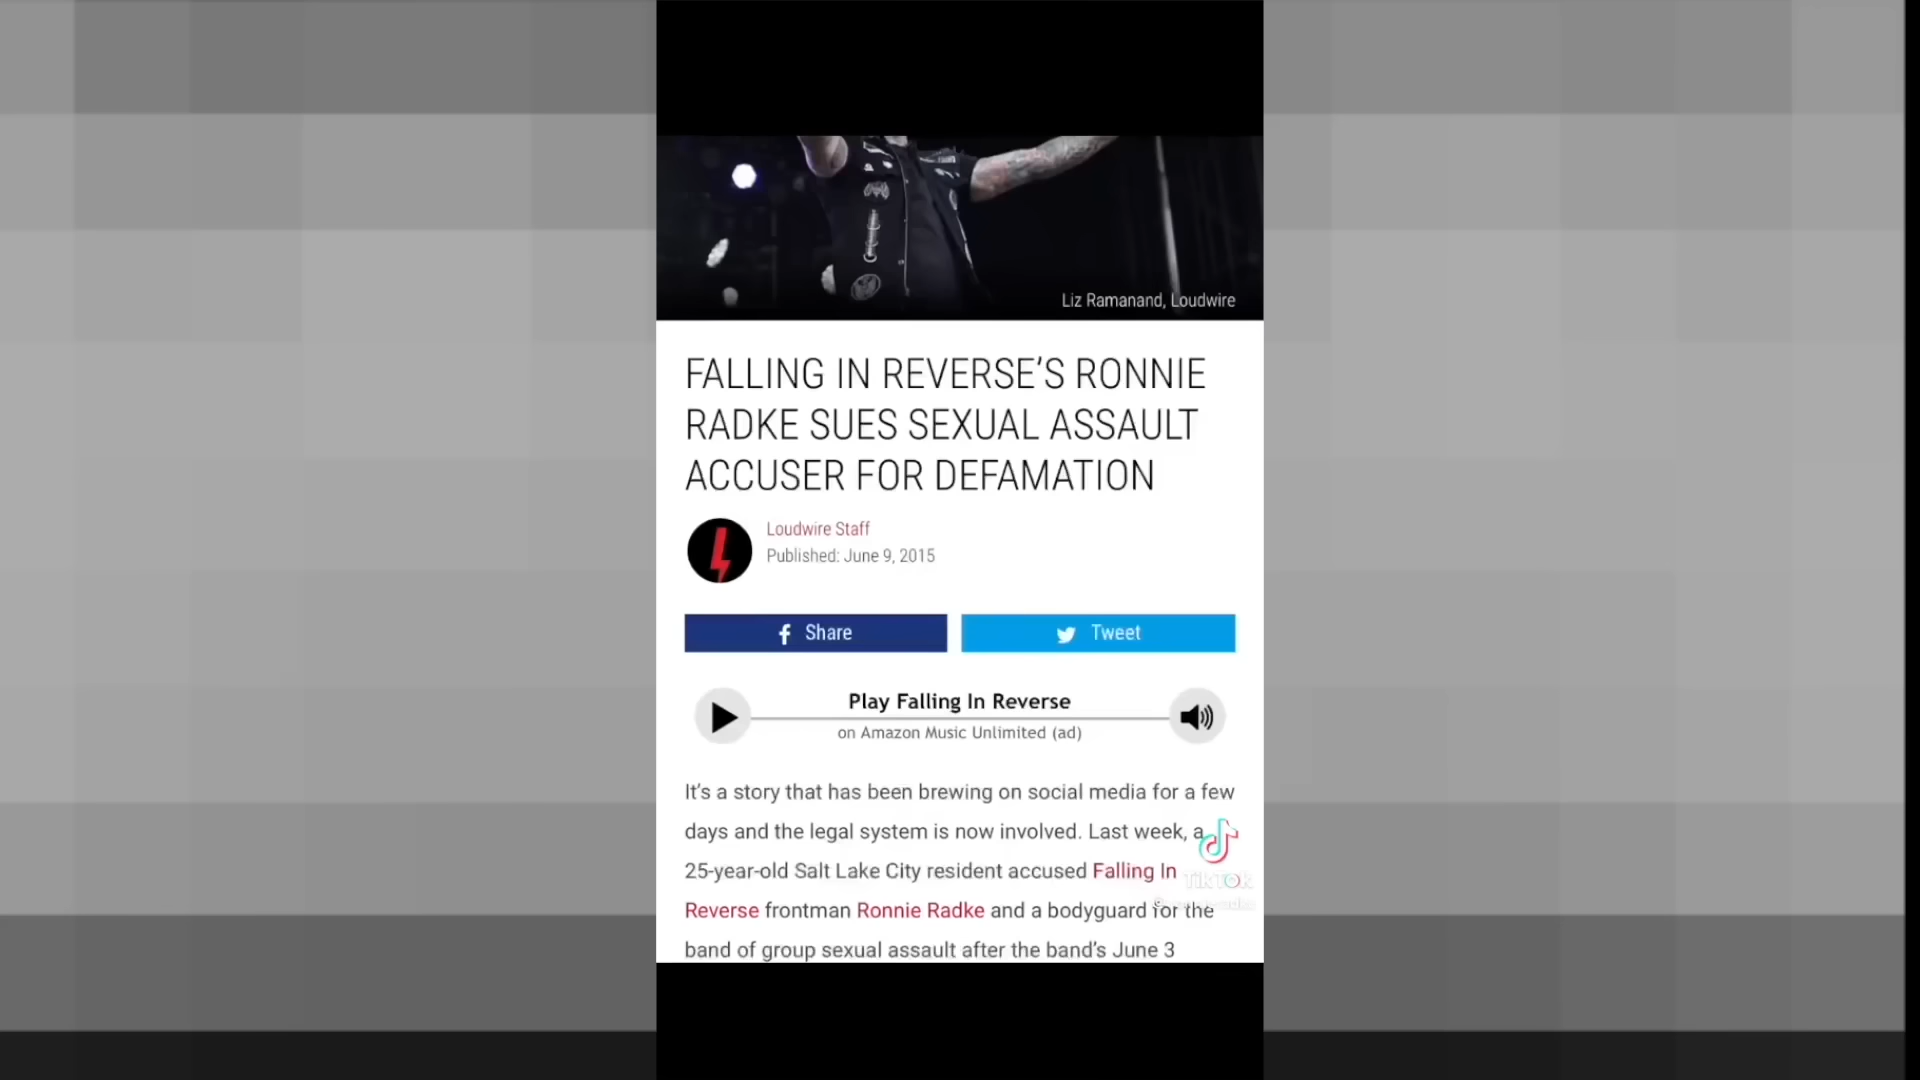 Liz Ramanand, Loudwire
FALLING IN REVERSE'S RONNIE
RADKE SUES SEXUAL ASSAULT
ACCUSER FOR DEFAMATION
Loudwire Staff
Published: June 9, 2015
Share
Tweet
Play Falling In Reverse
on Amazon Music Unlimited (ad)
It's a story that has been brewing on social media for a few
days and the legal system is now involved. Last week, a
25-year-old Salt Lake City resident accused Falling In
Reverse frontman Ronnie Radke and a bodyguard for the
band of group sexual assault after the band's June 3
TikTok